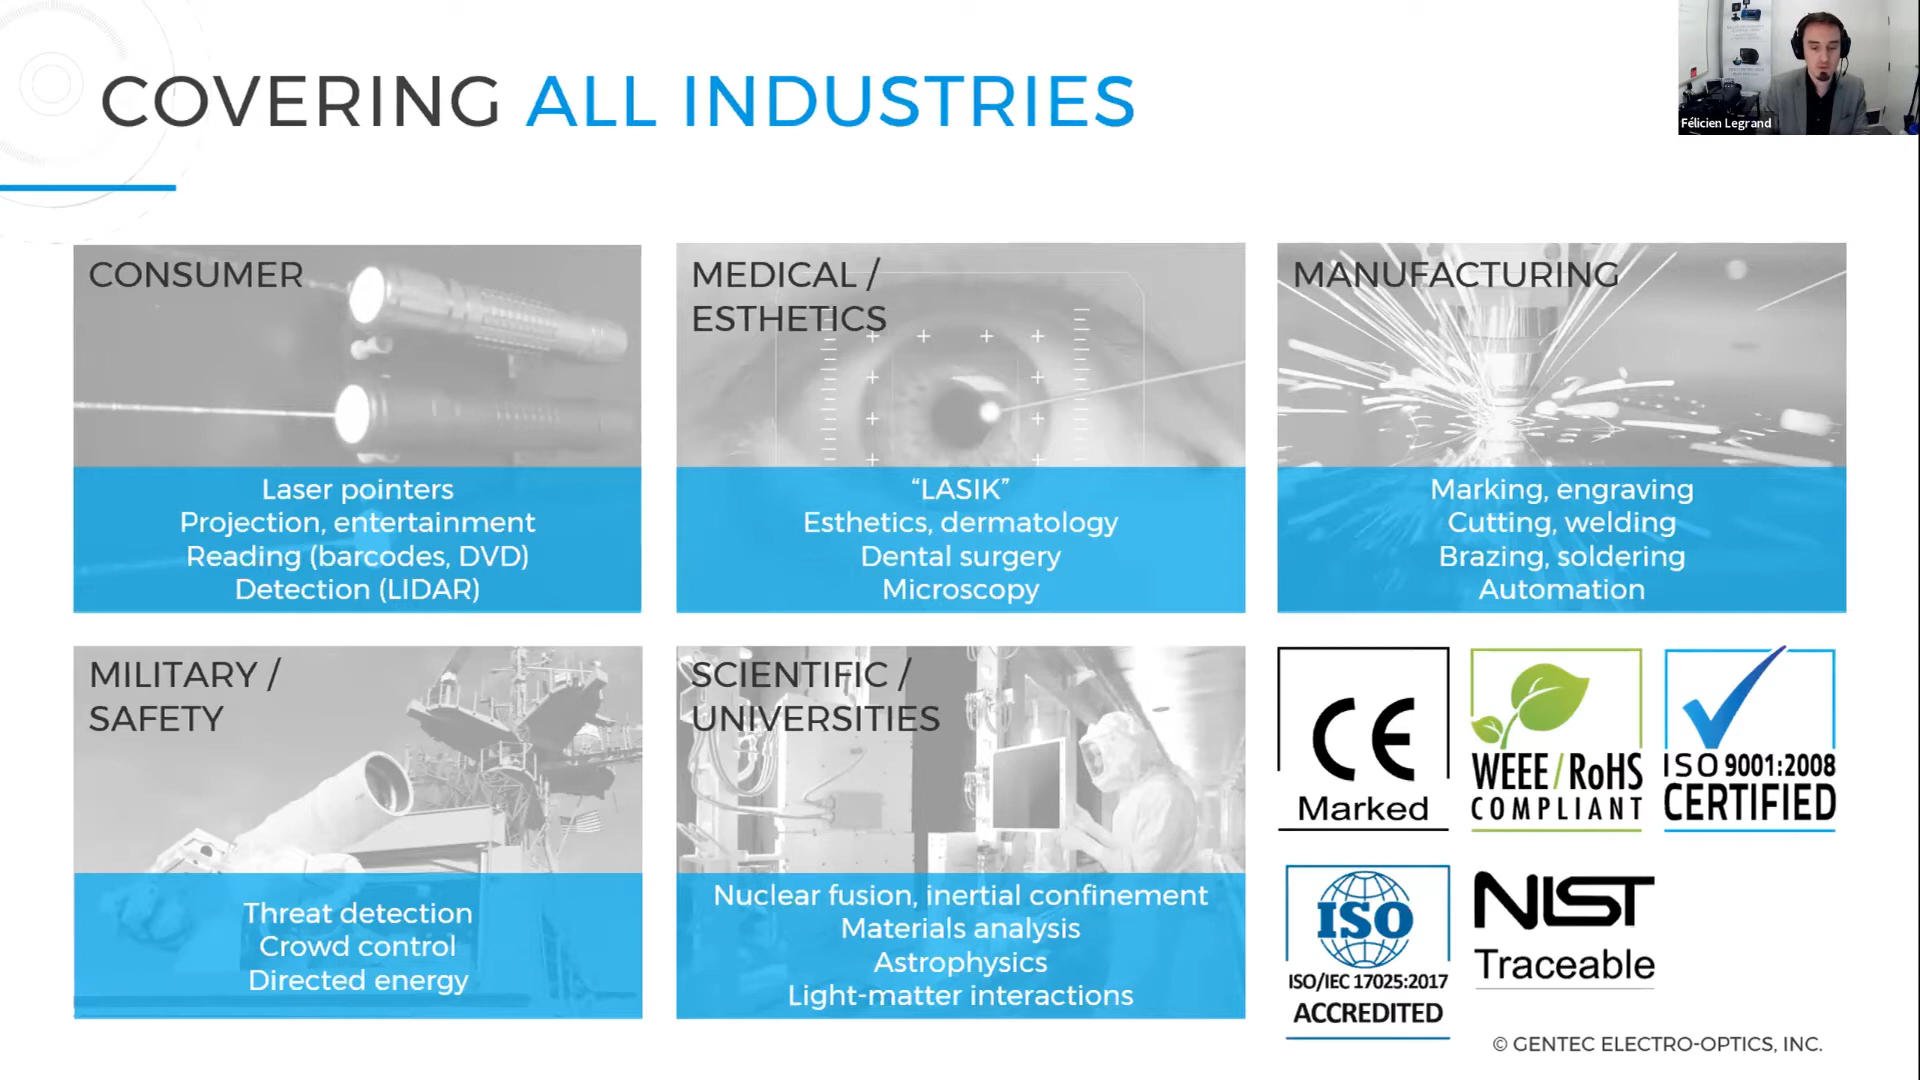 COVERING ALL INDUSTRIES
Félicien Legrand
CONSUMER
Laser pointers
Projection, entertainment
Reading (barcodes, DVD)
Detection (LIDAR)
MEDICAL /
ESTHETICS
“LASIK”
Esthetics, dermatology
Dental surgery
Microscopy
MANUFACTURING
Marking, engraving
Cutting, welding
Brazing, soldering
Automation
MILITARY /
SAFETY
Threat detection
Crowd control
Directed energy
SCIENTIFIC /
UNIVERSITIES
Nuclear fusion, inertial confinement
Materials analysis
Astrophysics
Light-matter interactions
CE
Marked
WEEE/RoHS
COMPLIANT
ISO 9001:2008
CERTIFIED
ISO
ISO/IEC 17025:2017
ACCREDITED
NIST
Traceable
© GENTEC ELECTRO-OPTICS, INC.